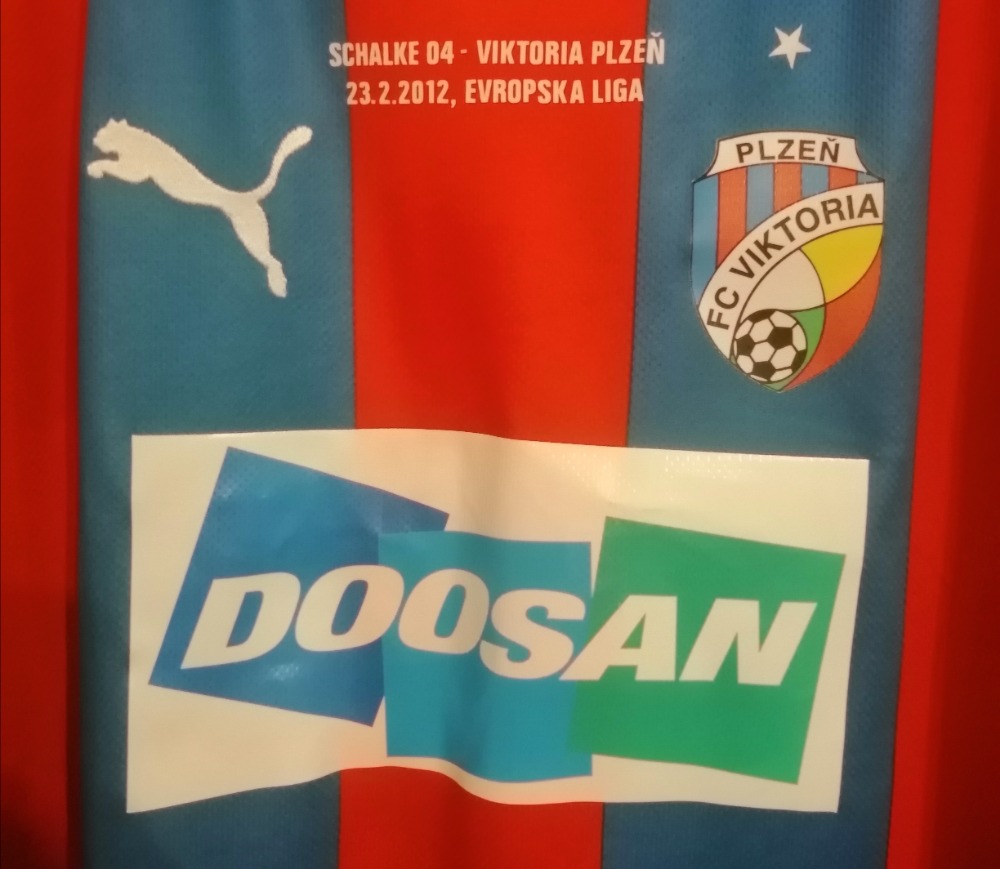 SCHALKE 04 - VIKTORIA PLZEŇ
23.2.2012, EVROPSKA LIGA
PLZEŇ
FC VIKTORIA
DOOSAN